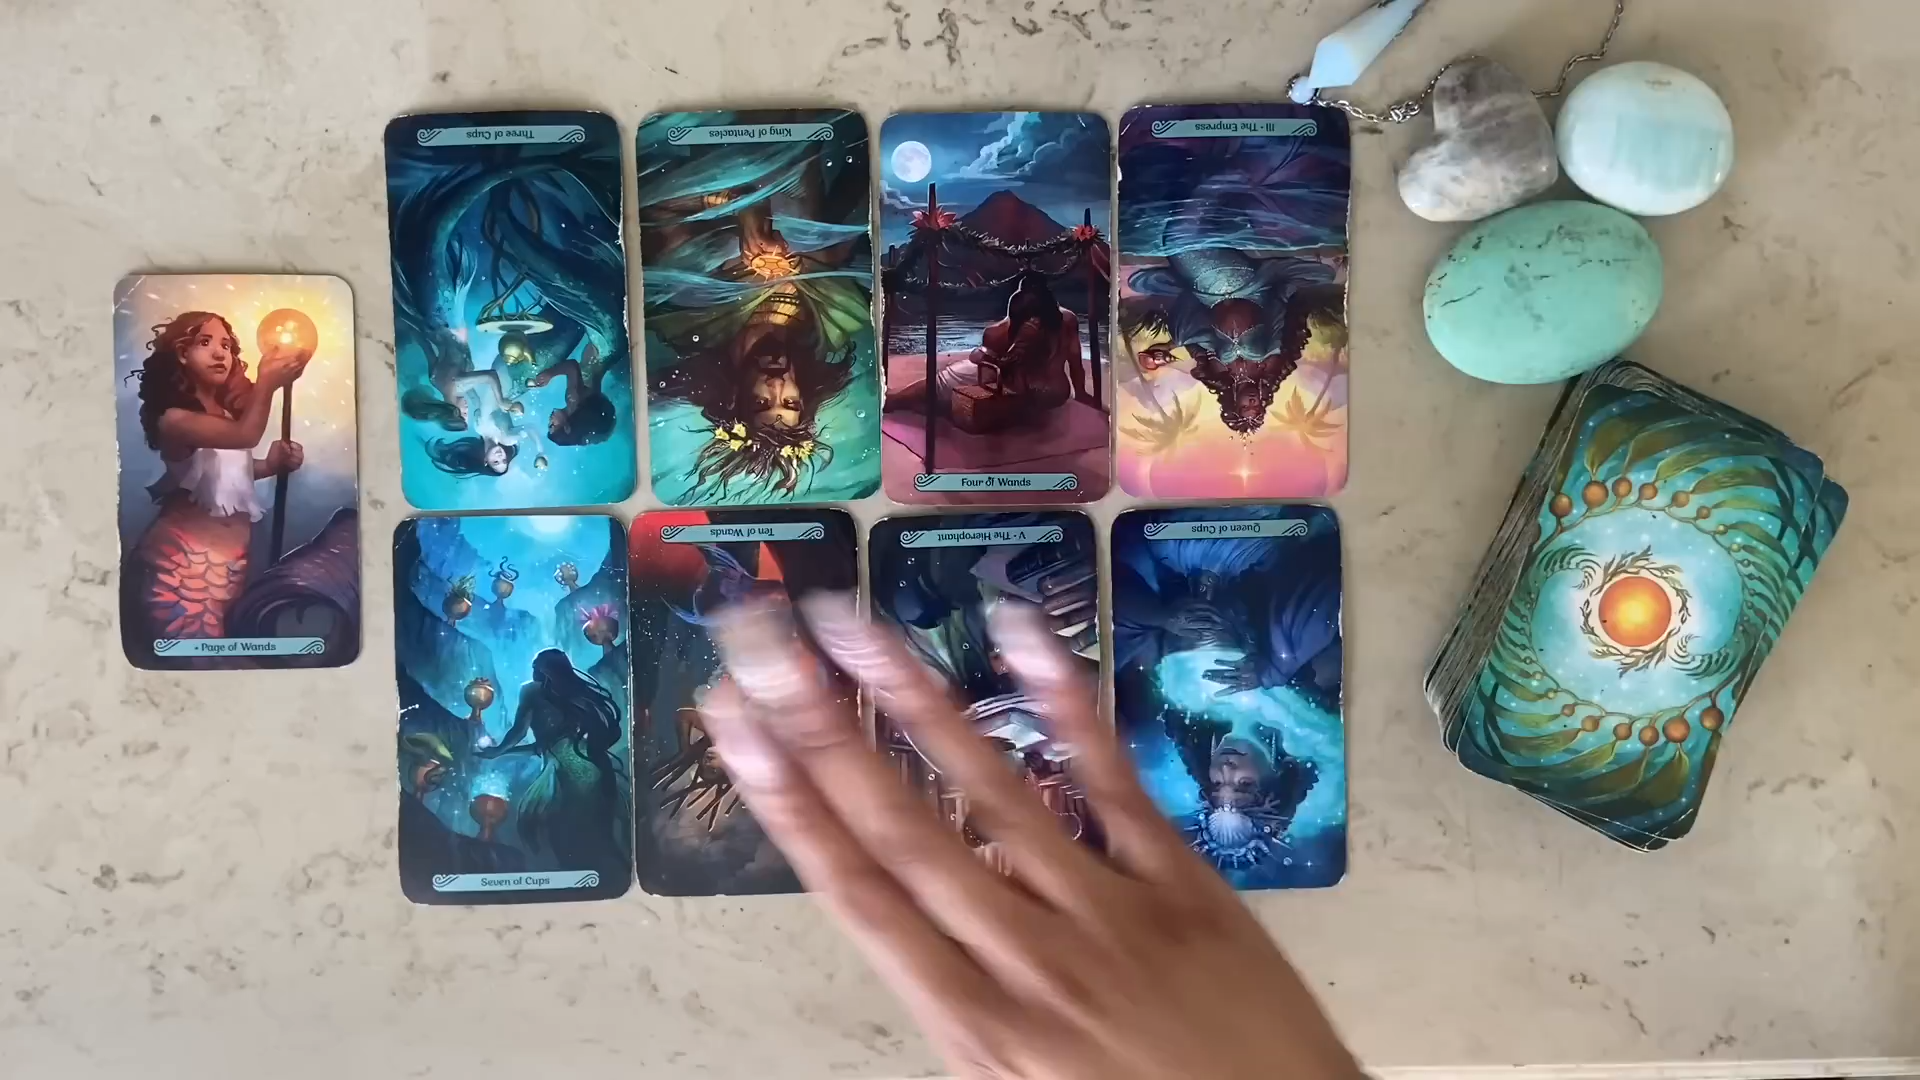 Three of Cups
King of Pentacles
Four of Wands
III • The Empress
• Page of Wands
Seven of Cups
Ten of Wands
V • The Hierophant
Queen of Cups